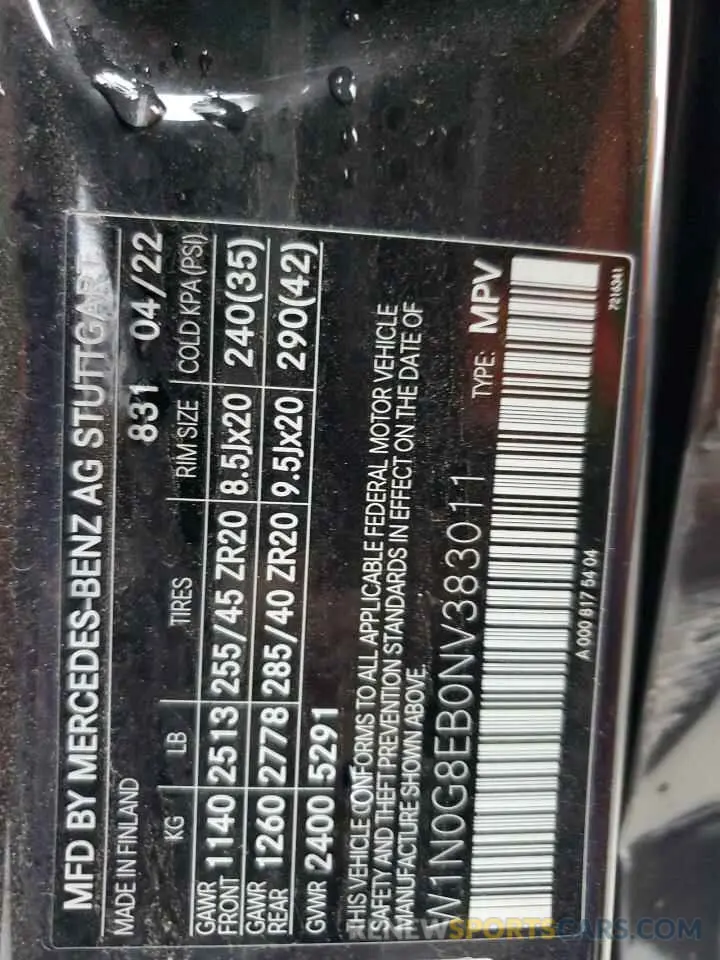 MFD BY MERCEDES-BENZ AG STUTTGART
MADE IN FINLAND 831 04/22
KG LB TIRES RIM SIZE COLD KPA (PSI)
GAWR FRONT 1140 2513 255/45 ZR20 8.5Jx20 240(35)
GAWR REAR 1260 2778 285/40 ZR20 9.5Jx20 290(42)
GVWR 2400 5291
THIS VEHICLE CONFORMS TO ALL APPLICABLE FEDERAL MOTOR VEHICLE
SAFETY AND THEFT PREVENTION STANDARDS IN EFFECT ON THE DATE OF
MANUFACTURE SHOWN ABOVE.
W1N0G8EB0NV383011 TYPE: MPV
A 000 817 54 04 7216341
RENEWSPORTSCARS.COM